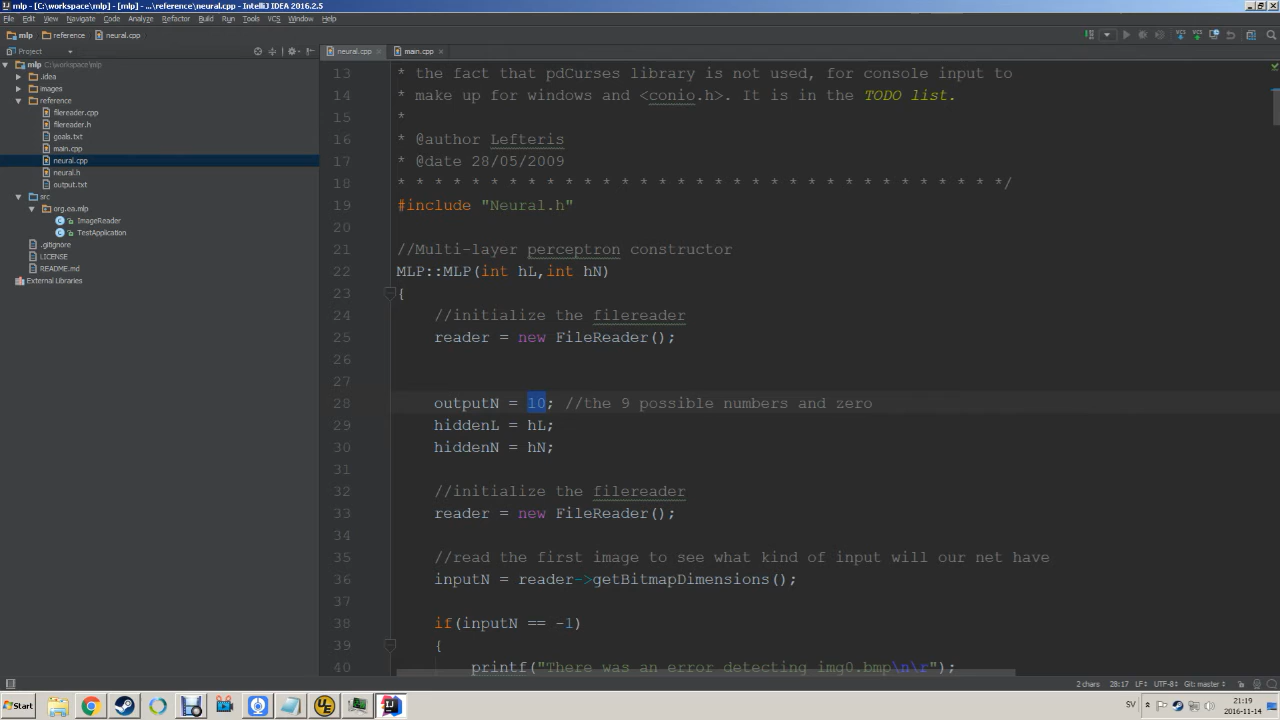 mlp - [C:\workspace\mlp] - [mlp] - ...\reference\neural.cpp - IntelliJ IDEA 2016.2.5
File Edit View Navigate Code Analyze Refactor Build Run Tools VCS Window Help
mlp reference neural.cpp
Project
neural.cpp main.cpp
mlp C:\workspace\mlp
.idea
images
reference
filereader.cpp
filereader.h
goals.txt
main.cpp
neural.cpp
neural.h
output.txt
src
org.ea.mlp
ImageReader
TestApplication
.gitignore
LICENSE
README.md
External Libraries
13 * the fact that pdCurses library is not used, for console input to
14 * make up for windows and <conio.h>. It is in the TODO list.
15 *
16 * @author Lefteris
17 * @date 28/05/2009
18 * * * * * * * * * * * * * * * * * * * * * * * * * * * * * * * * */
19 #include "Neural.h"
20
21 //Multi-layer perceptron constructor
22 MLP::MLP(int hL,int hN)
23 {
24 //initialize the filereader
25 reader = new FileReader();
26
27
28 outputN = 10; //the 9 possible numbers and zero
29 hiddenL = hL;
30 hiddenN = hN;
31
32 //initialize the filereader
33 reader = new FileReader();
34
35 //read the first image to see what kind of input will our net have
36 inputN = reader->getBitmapDimensions();
37
38 if(inputN == -1)
39 {
40 printf("There was an error detecting img0.bmp\n\r");
2 chars 28:17 LF÷ UTF-8÷ Git: master÷
Start SV 21:19
2016-11-14